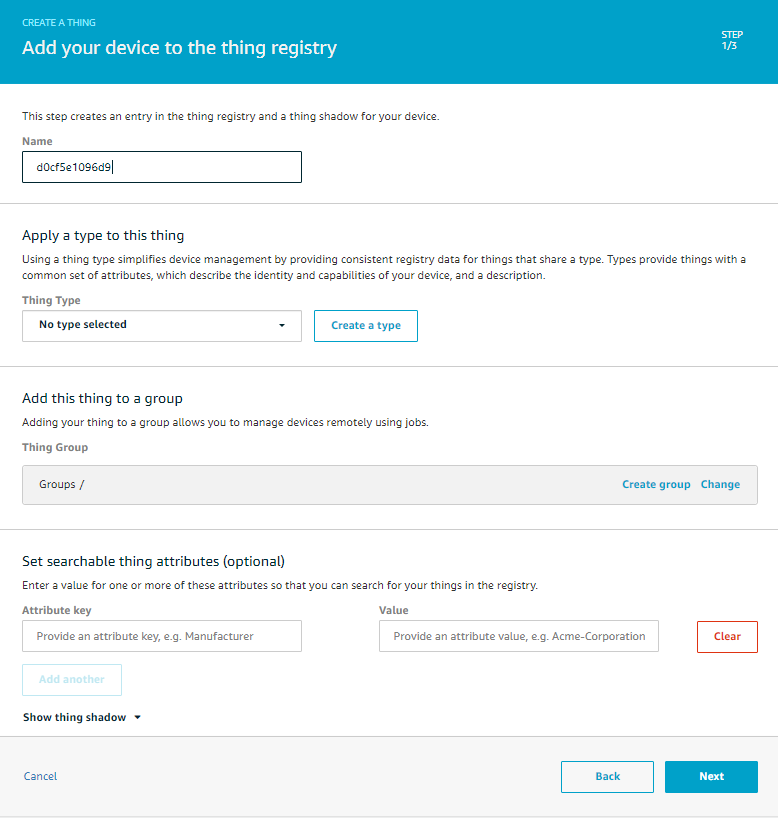 CREATE A THING
Add your device to the thing registry
STEP
1/3
This step creates an entry in the thing registry and a thing shadow for your device.
Name
d0cf5e1096d9
Apply a type to this thing
Using a thing type simplifies device management by providing consistent registry data for things that share a type. Types provide things with a
common set of attributes, which describe the identity and capabilities of your device, and a description.
Thing Type
No type selected
Create a type
Add this thing to a group
Adding your thing to a group allows you to manage devices remotely using jobs.
Thing Group
Groups /
Create group
Change
Set searchable thing attributes (optional)
Enter a value for one or more of these attributes so that you can search for your things in the registry.
Attribute key
Value
Provide an attribute key, e.g. Manufacturer
Provide an attribute value, e.g. Acme-Corporation
Clear
Add another
Show thing shadow
Cancel
Back
Next